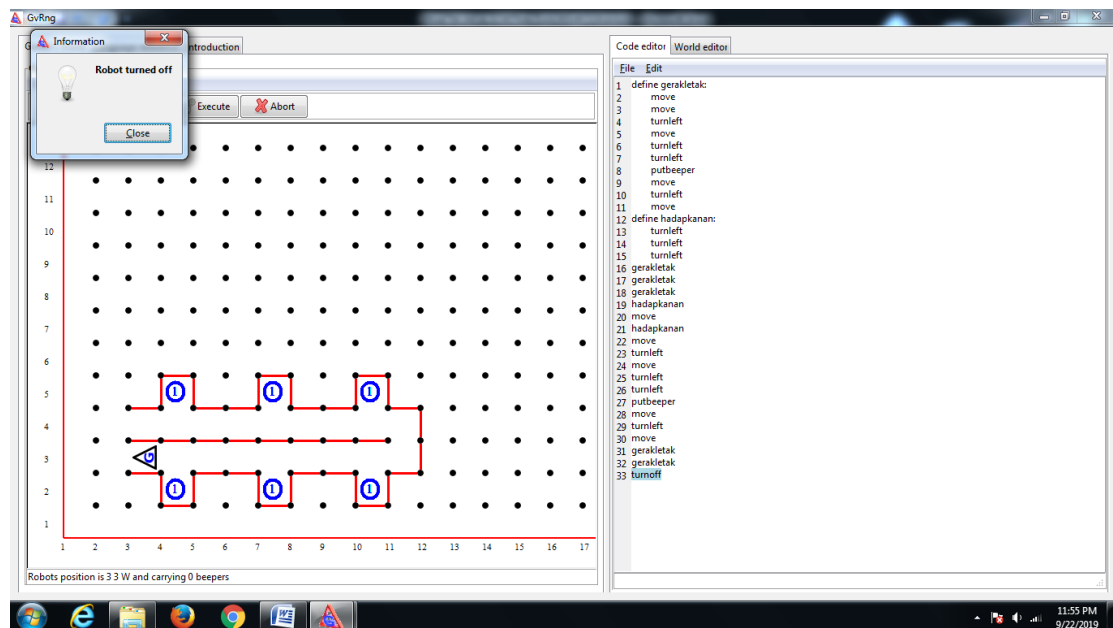 GvRng
Information
Robot turned off
Close
ntroduction
Execute
Abort
12
11
10
9
8
7
6
5
4
3
2
1
1 1 1
G
1 1 1
1 2 3 4 5 6 7 8 9 10 11 12 13 14 15 16 17
Robots position is 3 3 W and carrying 0 beepers
Code editor World editor
File Edit
1 define gerakletak:
2 move
3 move
4 turnleft
5 move
6 turnleft
7 turnleft
8 putbeeper
9 move
10 turnleft
11 move
12 define hadapkanan:
13 turnleft
14 turnleft
15 turnleft
16 gerakletak
17 gerakletak
18 gerakletak
19 hadapkanan
20 move
21 hadapkanan
22 move
23 turnleft
24 move
25 turnleft
26 turnleft
27 putbeeper
28 move
29 turnleft
30 move
31 gerakletak
32 gerakletak
33 turnoff
11:55 PM
9/22/2019